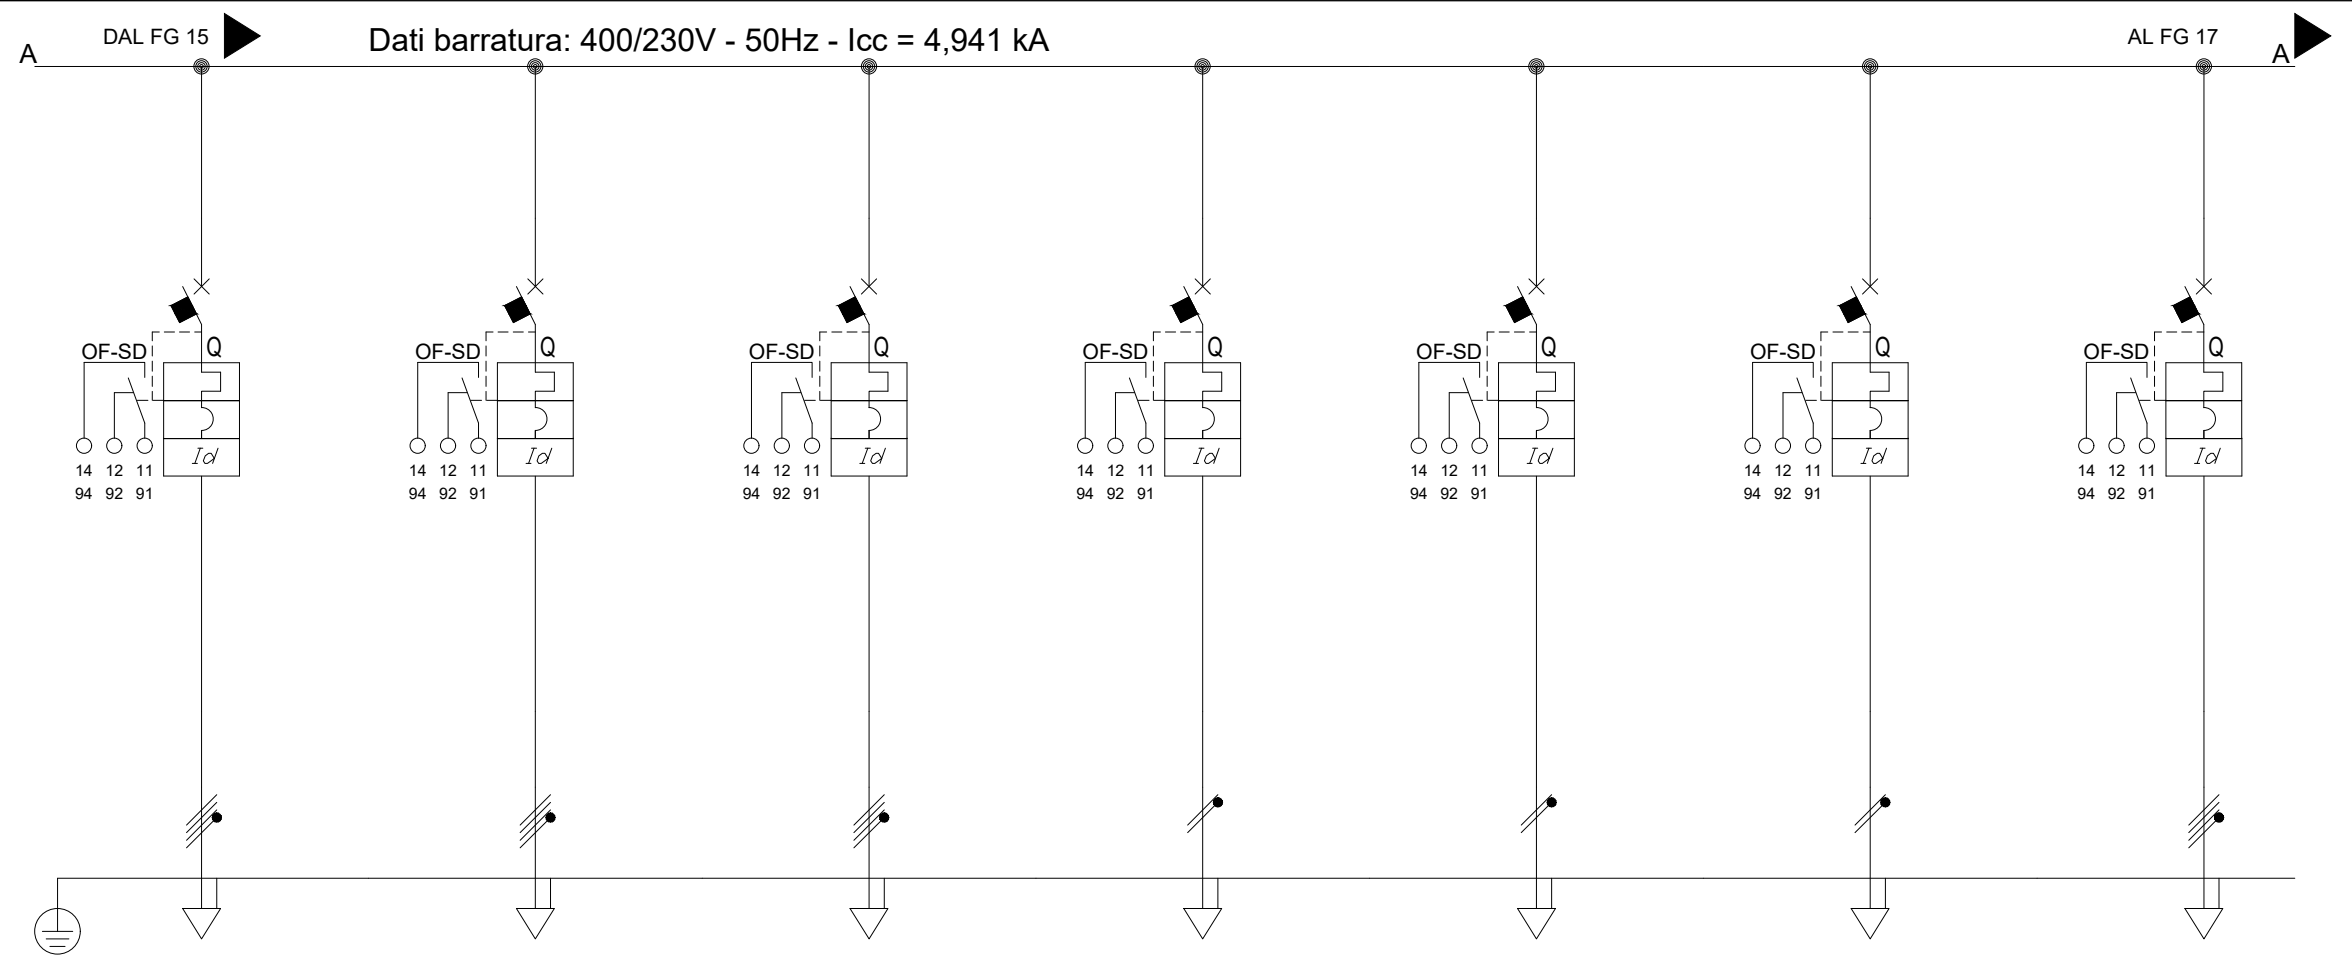 DAL FG 15
Dati barratura: 400/230V - 50Hz - Icc = 4,941 kA
AL FG 17
A
A
OF-SD Q OF-SD Q OF-SD Q OF-SD Q OF-SD Q OF-SD Q OF-SD Q
Id Id Id Id Id Id Id
14 12 11 14 12 11 14 12 11 14 12 11 14 12 11 14 12 11 14 12 11
94 92 91 94 92 91 94 92 91 94 92 91 94 92 91 94 92 91 94 92 91